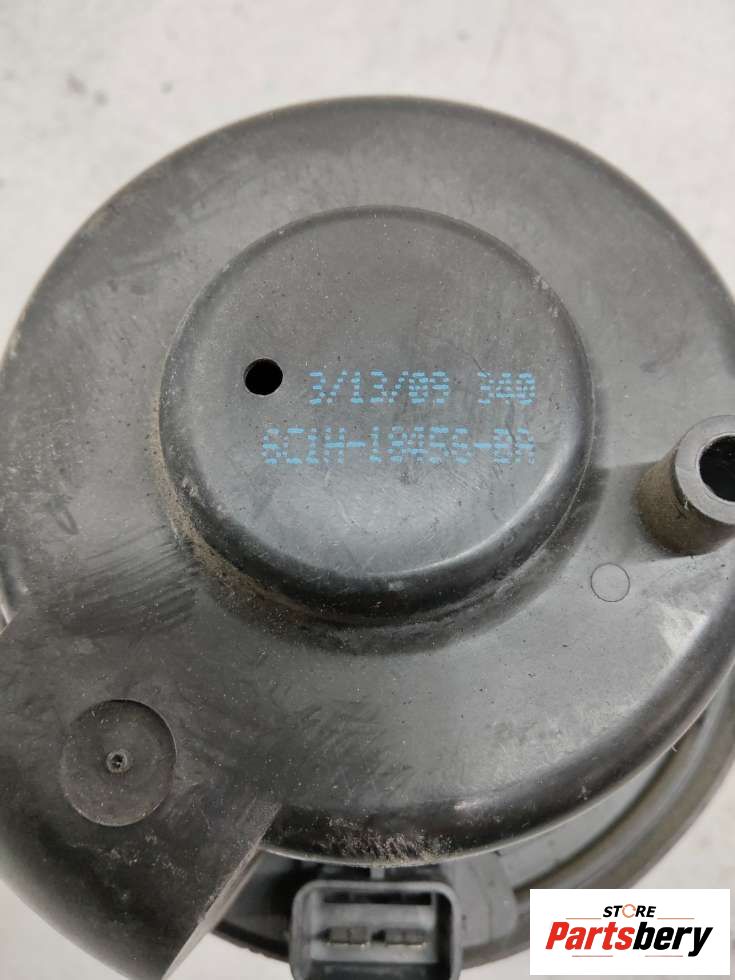 3/13/09 340
6C1H-18456-BA
STORE
Partsbery